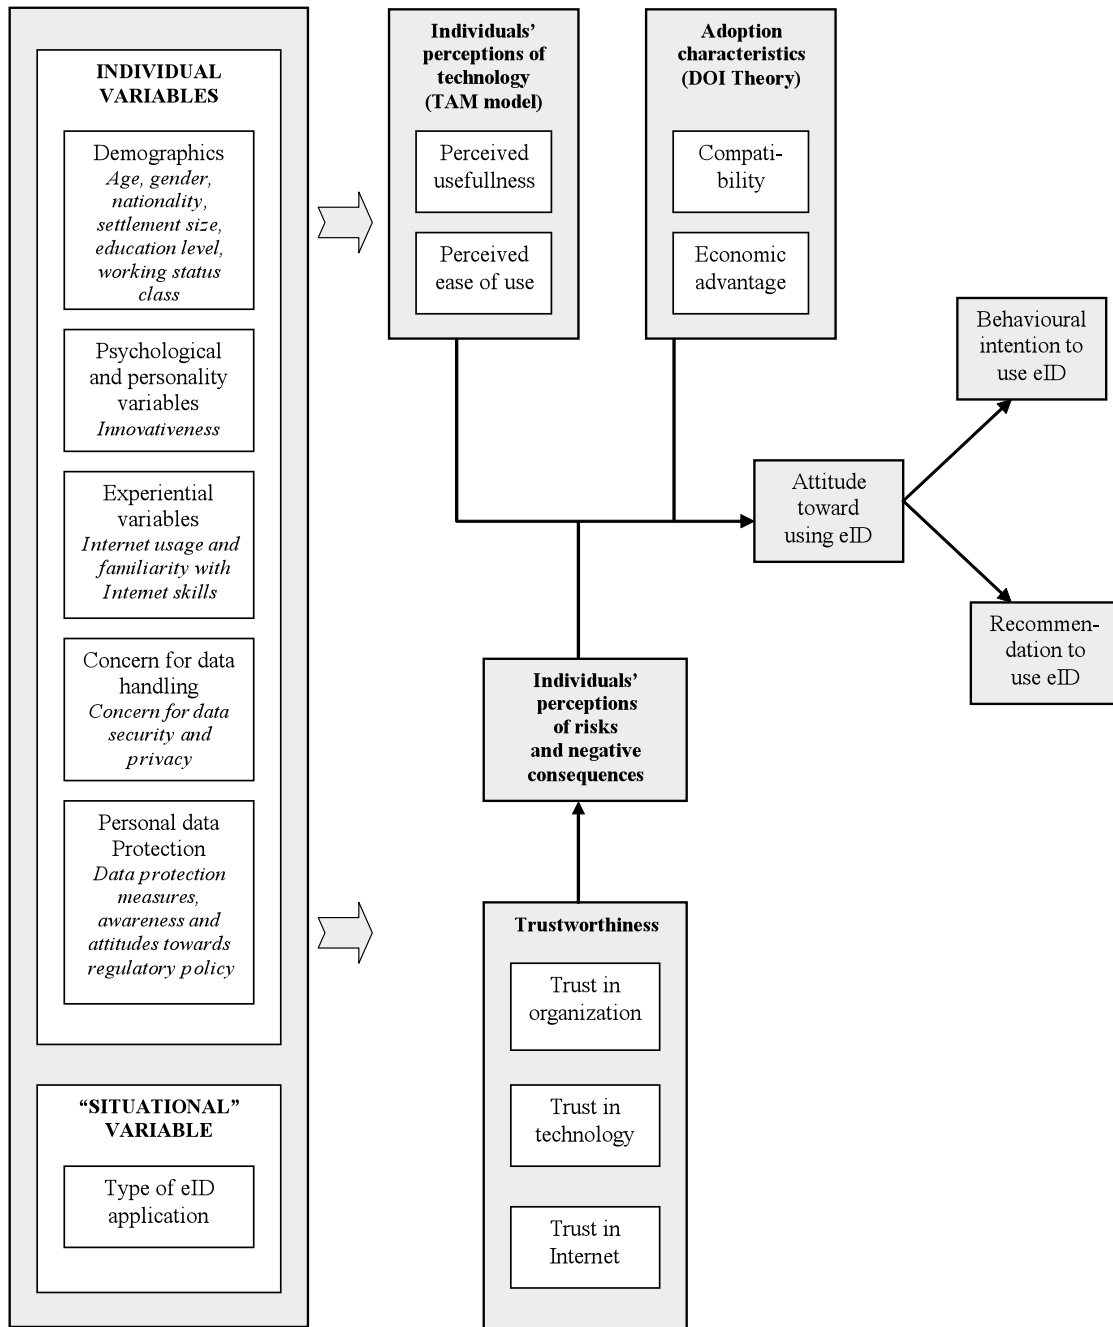 INDIVIDUAL
VARIABLES
Demographics
Age, gender,
nationality,
settlement size,
education level,
working status
class
Psychological
and personality
variables
Innovativeness
Experiential
variables
Internet usage and
familiarity with
Internet skills
Concern for data
handling
Concern for data
security and
privacy
Personal data
Protection
Data protection
measures,
awareness and
attitudes towards
regulatory policy
“SITUATIONAL”
VARIABLE
Type of eID
application
Individuals’
perceptions of
technology
(TAM model)
Perceived
usefullness
Perceived
ease of use
Adoption
characteristics
(DOI Theory)
Compati-
bility
Economic
advantage
Individuals’
perceptions
of risks
and negative
consequences
Trustworthiness
Trust in
organization
Trust in
technology
Trust in
Internet
Attitude
toward
using eID
Behavioural
intention to
use eID
Recommen-
dation to
use eID